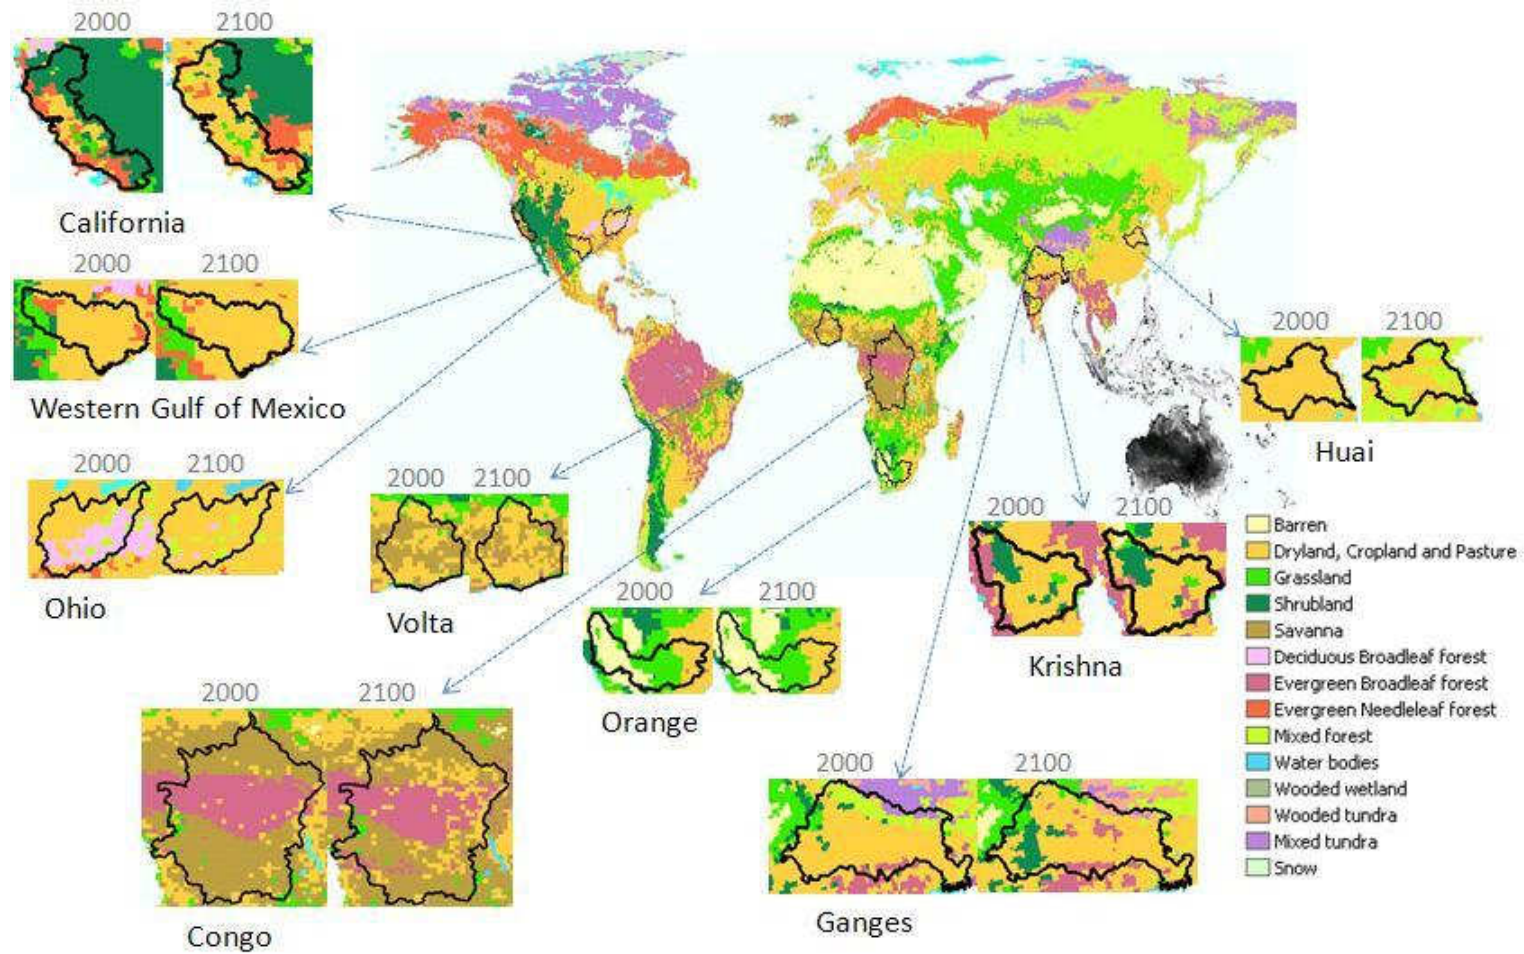 2000 2100
California
2000 2100
Western Gulf of Mexico
2000 2100
Ohio
2000 2100
Volta
2000 2100
Orange
2000 2100
Congo
2000 2100
Ganges
2000 2100
Krishna
2000 2100
Huai
Barren
Dryland, Cropland and Pasture
Grassland
Shrubland
Savanna
Deciduous Broadleaf forest
Evergreen Broadleaf forest
Evergreen Needleleaf forest
Mixed forest
Water bodies
Wooded wetland
Wooded tundra
Mixed tundra
Snow